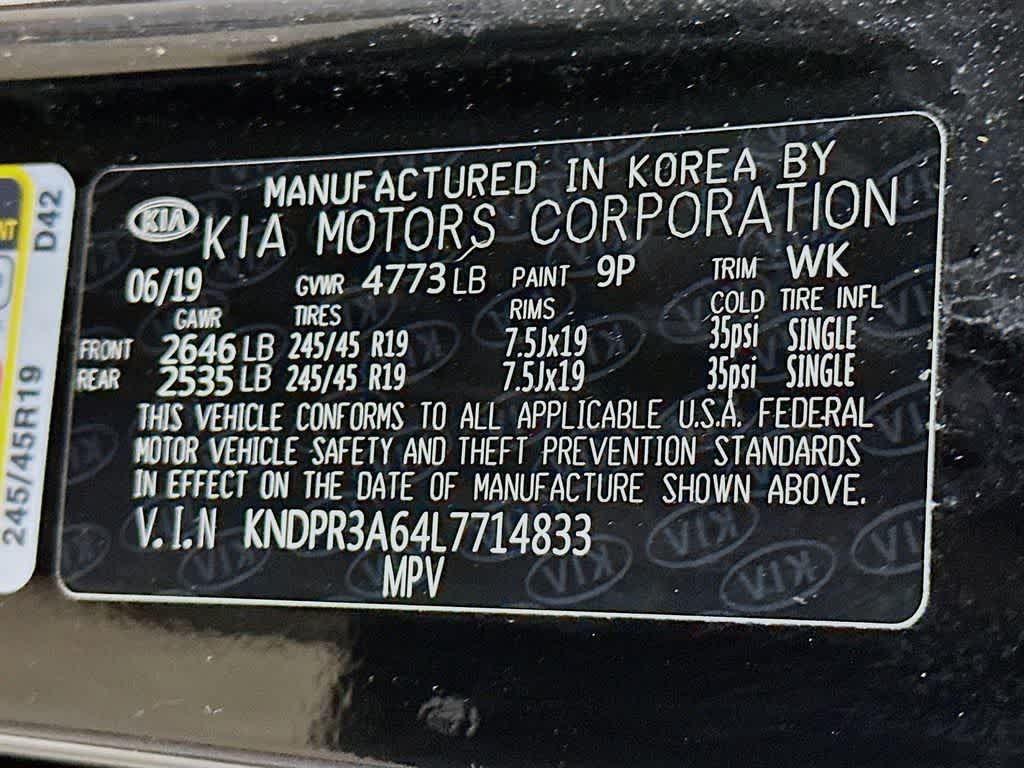 MANUFACTURED IN KOREA BY
KIA KIA MOTORS CORPORATION
06/19 GVWR 4773 LB PAINT 9P TRIM WK
GAWR TIRES RIMS COLD TIRE INFL
FRONT 2646 LB 245/45 R19 7.5Jx19 35psi SINGLE
REAR 2535 LB 245/45 R19 7.5Jx19 35psi SINGLE
THIS VEHICLE CONFORMS TO ALL APPLICABLE U.S.A. FEDERAL
MOTOR VEHICLE SAFETY AND THEFT PREVENTION STANDARDS
IN EFFECT ON THE DATE OF MANUFACTURE SHOWN ABOVE.
V.I.N KNDPR3A64L7714833
MPV
245/45R19 D42